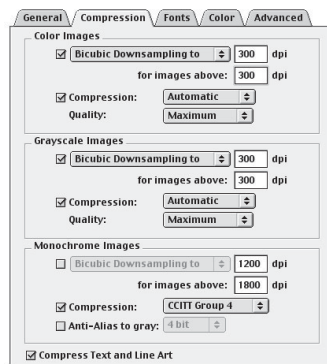 General Compression Fonts Color Advanced
Color Images
Bicubic Downsampling to 300 dpi
for images above: 300 dpi
Compression: Automatic
Quality: Maximum
Grayscale Images
Bicubic Downsampling to 300 dpi
for images above: 300 dpi
Compression: Automatic
Quality: Maximum
Monochrome Images
Bicubic Downsampling to 1200 dpi
for images above: 1800 dpi
Compression: CCITT Group 4
Anti-Alias to gray: 4 bit
Compress Text and Line Art